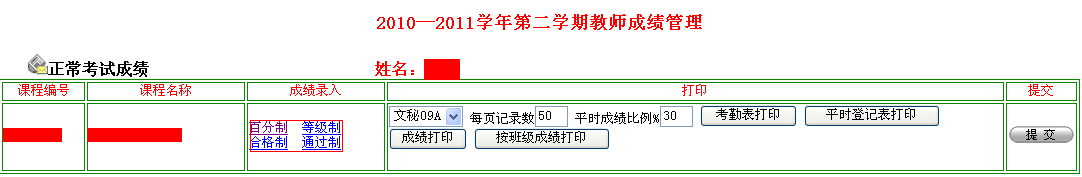 2010—2011学年第二学期教师成绩管理
正常考试成绩 姓名：
课程编号 课程名称 成绩录入 打印 提交
百分制 等级制
合格制 通过制
文秘09A 每页记录数 50 平时成绩比例% 30 考勤表打印 平时登记表打印
成绩打印 按班级成绩打印
提 交